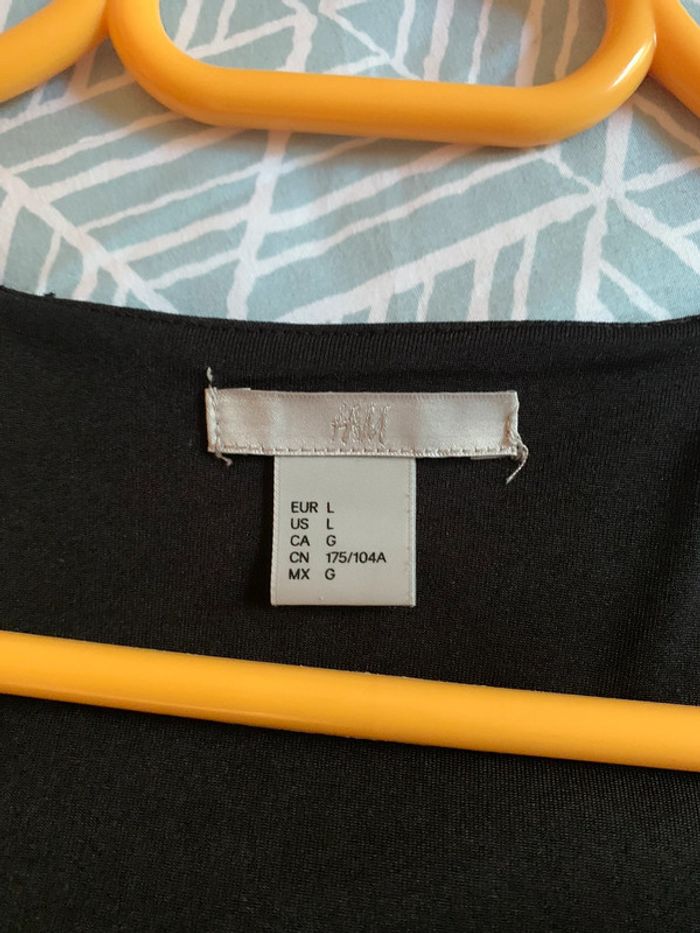 H&M
EUR L
US L
CA G
CN 175/104A
MX G